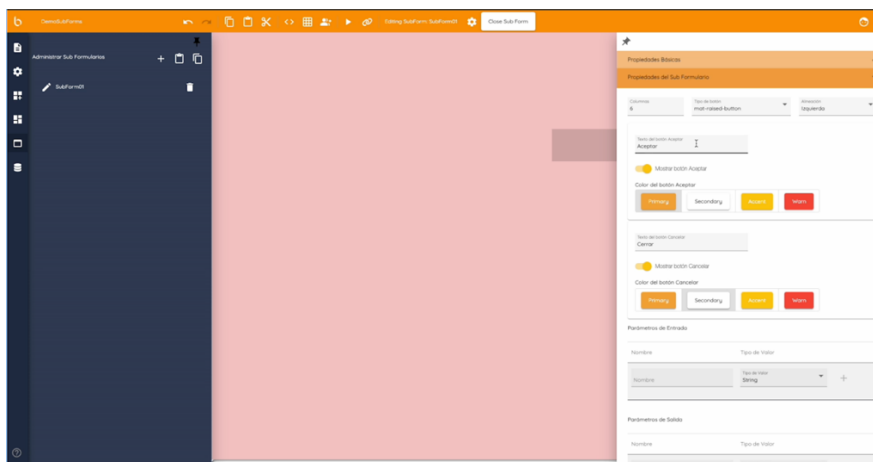 DemoSubForms
Editing SubForm: SubForm01
Close Sub Form
Administrar Sub Formularios
SubForm01
Propiedades Básicas
Propiedades del Sub Formulario
Columnas
6
Tipo de botón
mat-raised-button
Alineación
Izquierda
Texto del botón Aceptar
Aceptar
Mostrar botón Aceptar
Color del botón Aceptar
Primary
Secondary
Accent
Warn
Texto del botón Cancelar
Cerrar
Mostrar botón Cancelar
Color del botón Cancelar
Primary
Secondary
Accent
Warn
Parámetros de Entrada
Nombre
Tipo de Valor
Nombre
Tipo de Valor
String
Parámetros de Salida
Nombre
Tipo de Valor